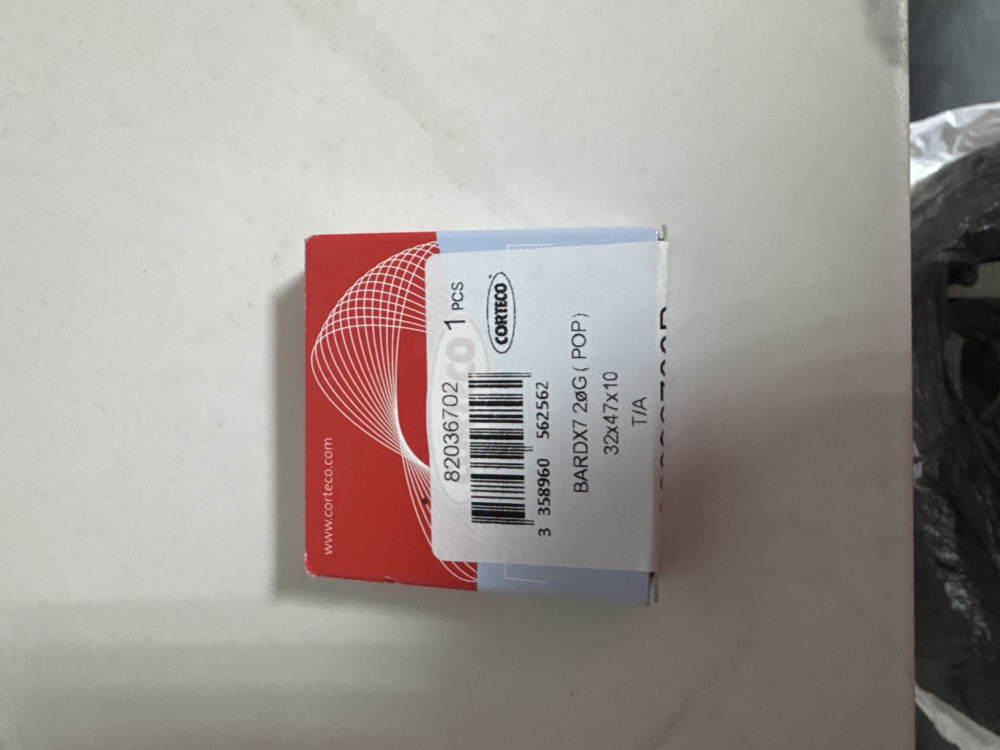 www.corteco.com
82036702 1 PCS
CORTECO
3 358960 562562
BARDX7 2øG ( POP)
32x47x10
T/A